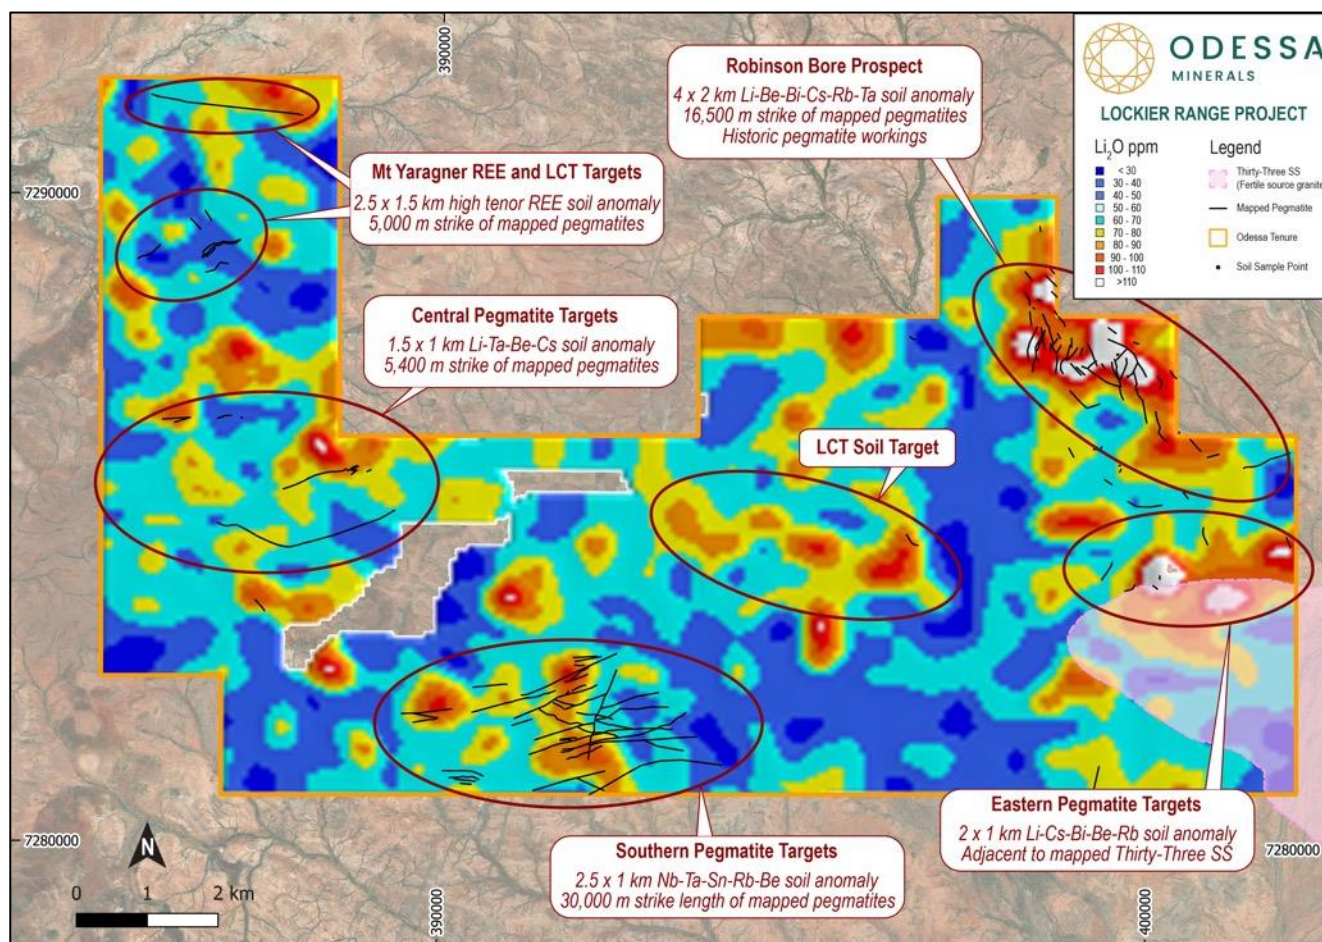 390000
ODESSA
MINERALS
LOCKIER RANGE PROJECT
Li2O ppm
< 30
30 - 40
40 - 50
50 - 60
60 - 70
70 - 80
80 - 90
90 - 100
100 - 110
>110
Legend
Thirty-Three SS
(Fertile source granite
Mapped Pegmatite
Odessa Tenure
Soil Sample Point
Robinson Bore Prospect
4 x 2 km Li-Be-Bi-Cs-Rb-Ta soil anomaly
16,500 m strike of mapped pegmatites
Historic pegmatite workings
Mt Yaragner REE and LCT Targets
2.5 x 1.5 km high tenor REE soil anomaly
5,000 m strike of mapped pegmatites
7290000
Central Pegmatite Targets
1.5 x 1 km Li-Ta-Be-Cs soil anomaly
5,400 m strike of mapped pegmatites
LCT Soil Target
Eastern Pegmatite Targets
2 x 1 km Li-Cs-Bi-Be-Rb soil anomaly
Adjacent to mapped Thirty-Three SS
Southern Pegmatite Targets
2.5 x 1 km Nb-Ta-Sn-Rb-Be soil anomaly
30,000 m strike length of mapped pegmatites
7280000
7280000
N
0 1 2 km
390000
400000